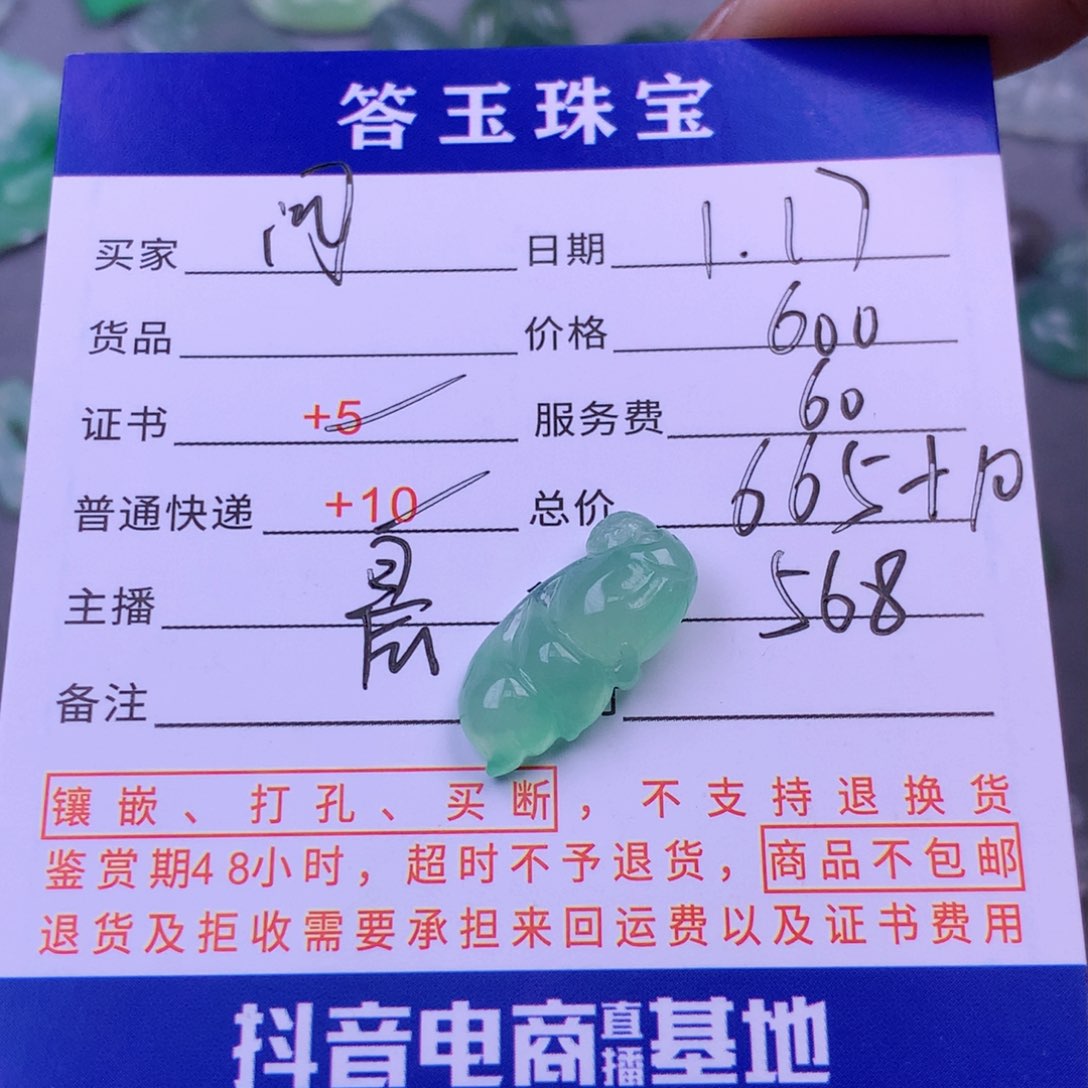 答玉珠宝
买家 闪 日期 1.17
货品 价格 600
证书 +5 服务费 60
普通快递 +10 总价 665+10
主播 晨 568
备注
镶嵌、打孔、买断，不支持退换货
鉴赏期48小时，超时不予退货，商品不包邮
退货及拒收需要承担来回运费以及证书费用
抖音电商直播基地